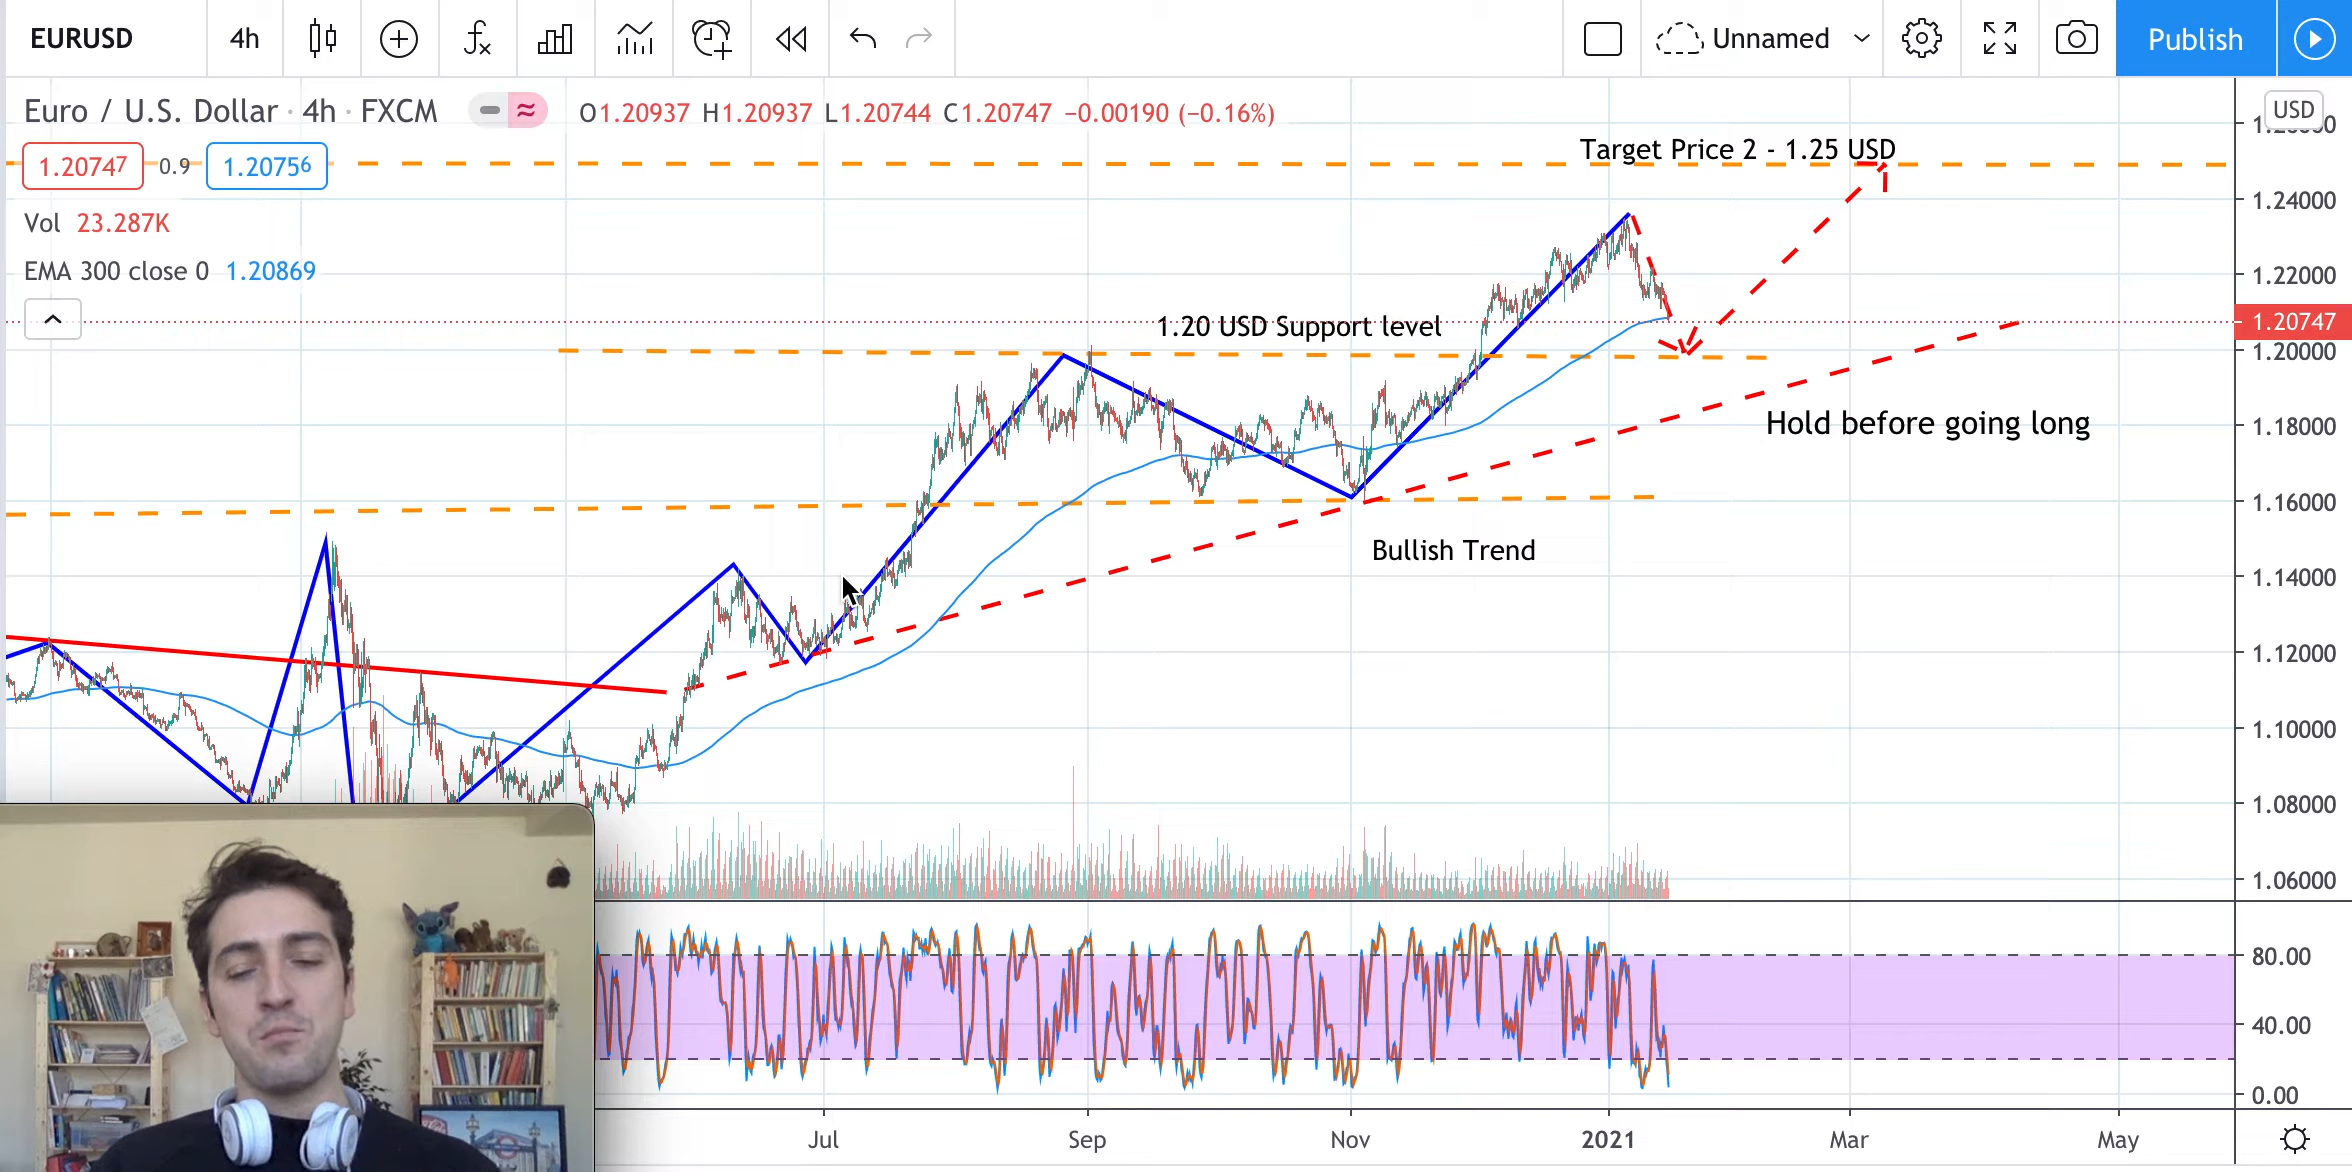 EURUSD 4h Unnamed Publish
Euro / U.S. Dollar · 4h · FXCM O1.20937 H1.20937 L1.20744 C1.20747 −0.00190 (−0.16%) USD
1.20747 0.9 1.20756
Target Price 2 - 1.25 USD
Vol 23.287K
1.24000
EMA 300 close 0 1.20869
1.22000
1.20 USD Support level
1.20747
1.20000
Hold before going long
1.18000
1.16000
Bullish Trend
1.14000
1.12000
1.10000
1.08000
1.06000
80.00
40.00
0.00
Jul Sep Nov 2021 Mar May